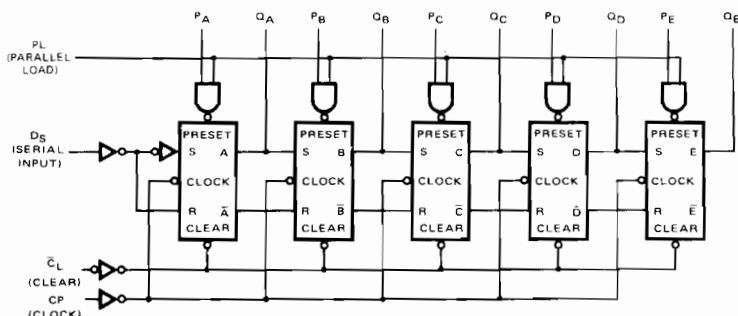 PA QA PB QB PC QC PD QD PE QE
PL
(PARALLEL
LOAD)
DS
(SERIAL
INPUT)
PRESET PRESET PRESET PRESET PRESET
S A S B S C S D S E
CLOCK CLOCK CLOCK CLOCK CLOCK
R A̅ R B̅ R C̅ R D̅ R E̅
CLEAR CLEAR CLEAR CLEAR CLEAR
C̅L
(CLEAR)
CP
(CLOCK)